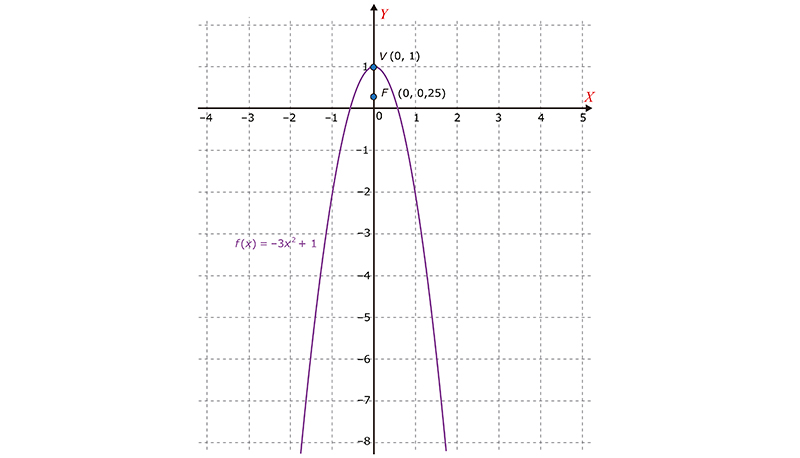 Y
V (0, 1)
1
F (0, 0,25)
X
–4 –3 –2 –1 0 1 2 3 4 5
–1
–2
–3
f(x) = –3x² + 1
–4
–5
–6
–7
–8